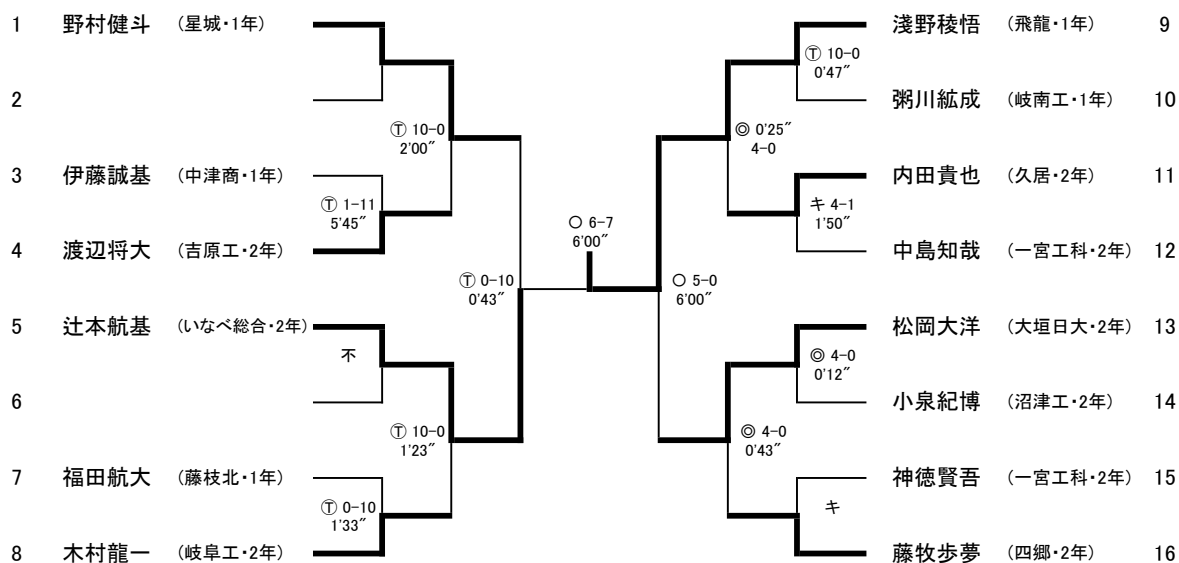 1 野村健斗 (星城・1年)
2
3 伊藤誠基 (中津商・1年)
4 渡辺将大 (吉原工・2年)
5 辻本航基 (いなべ総合・2年)
6
7 福田航大 (藤枝北・1年)
8 木村龍一 (岐阜工・2年)
Ⓣ 1-11
5'45″
不
Ⓣ 0-10
1'33″
Ⓣ 10-0
2'00″
Ⓣ 10-0
1'23″
Ⓣ 0-10
0'43″
○ 6-7
6'00″
○ 5-0
6'00″
◎ 0'25″
4-0
◎ 4-0
0'43″
Ⓣ 10-0
0'47″
キ 4-1
1'50″
◎ 4-0
0'12″
キ
淺野稜悟 (飛龍・1年) 9
粥川紘成 (岐南工・1年) 10
内田貴也 (久居・2年) 11
中島知哉 (一宮工科・2年) 12
松岡大洋 (大垣日大・2年) 13
小泉紀博 (沼津工・2年) 14
神徳賢吾 (一宮工科・2年) 15
藤牧歩夢 (四郷・2年) 16